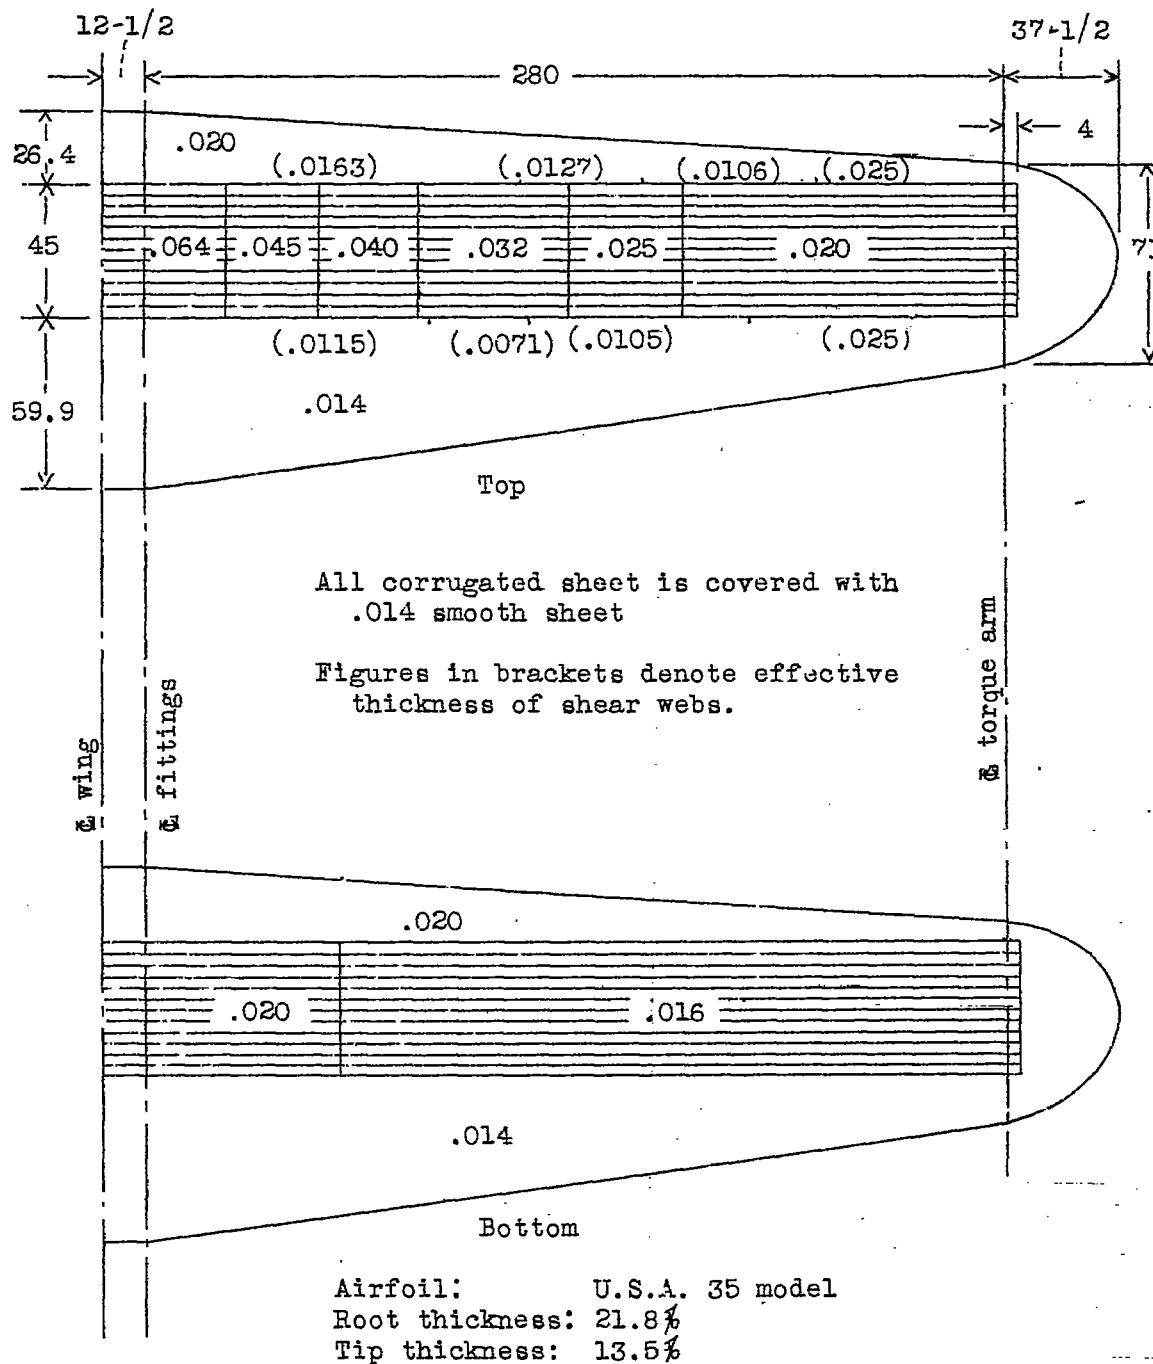 12-1/2
37-1/2
280
4
26.4
.020
(.0163)
(.0127)
(.0106)
(.025)
45
.064
.045
.040
.032
.025
.020
(.0115)
(.0071)
(.0105)
(.025)
59.9
.014
Top
All corrugated sheet is covered with
.014 smooth sheet
Figures in brackets denote effective
thickness of shear webs.
℄ wing
℄ fittings
℄ torque arm
.020
.020
.016
.014
Bottom
Airfoil: U.S.A. 35 model
Root thickness: 21.8%
Tip thickness: 13.5%